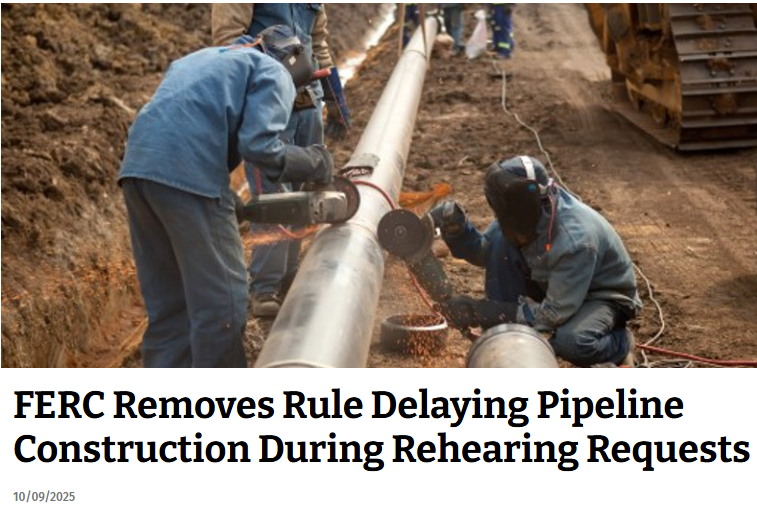 FERC Removes Rule Delaying Pipeline
Construction During Rehearing Requests
10/09/2025